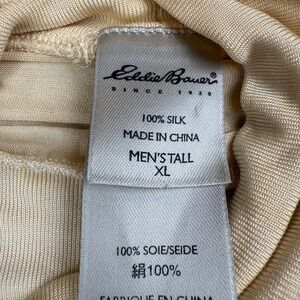 Eddie Bauer®
SINCE 1920
100% SILK
MADE IN CHINA
MEN'S TALL
XL
100% SOIE/SEIDE
絹100%
FABRIQUE EN CHINA